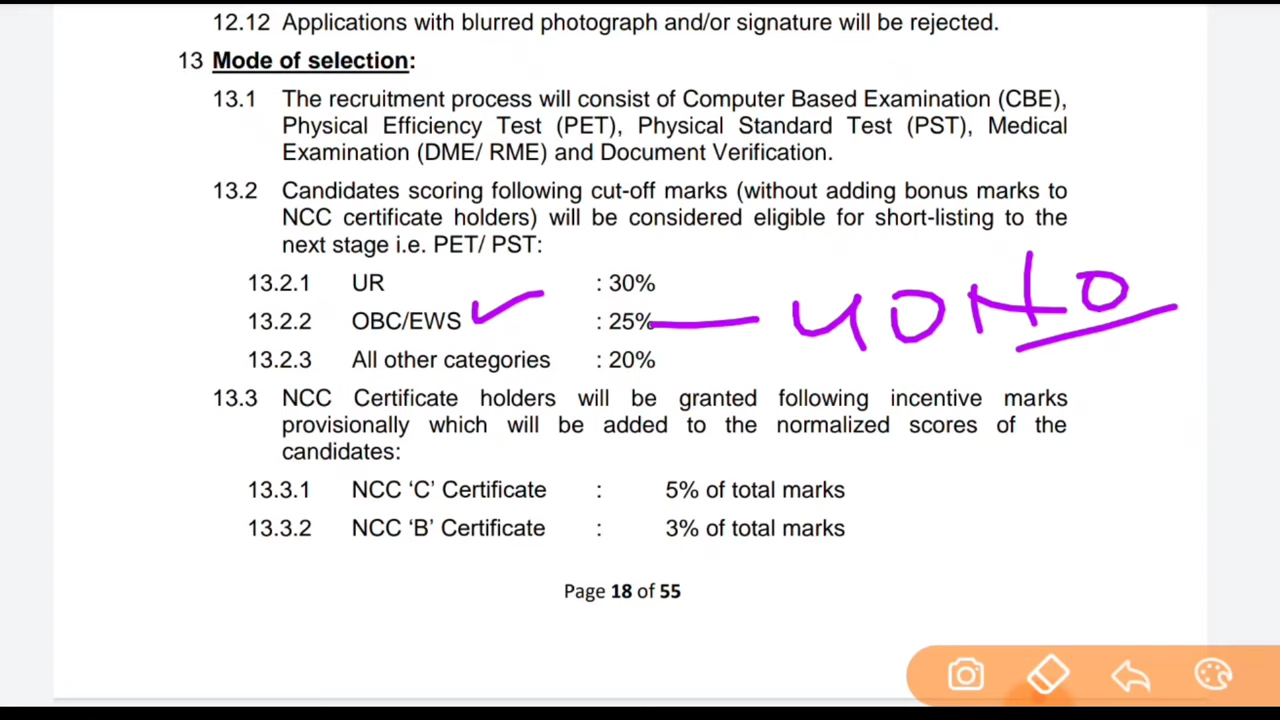 12.12 Applications with blurred photograph and/or signature will be rejected.
13 Mode of selection:
13.1 The recruitment process will consist of Computer Based Examination (CBE),
Physical Efficiency Test (PET), Physical Standard Test (PST), Medical
Examination (DME/ RME) and Document Verification.
13.2 Candidates scoring following cut-off marks (without adding bonus marks to
NCC certificate holders) will be considered eligible for short-listing to the
next stage i.e. PET/ PST:
13.2.1 UR : 30%
13.2.2 OBC/EWS : 25%
13.2.3 All other categories : 20%
13.3 NCC Certificate holders will be granted following incentive marks
provisionally which will be added to the normalized scores of the
candidates:
13.3.1 NCC ‘C’ Certificate : 5% of total marks
13.3.2 NCC ‘B’ Certificate : 3% of total marks
Page 18 of 55